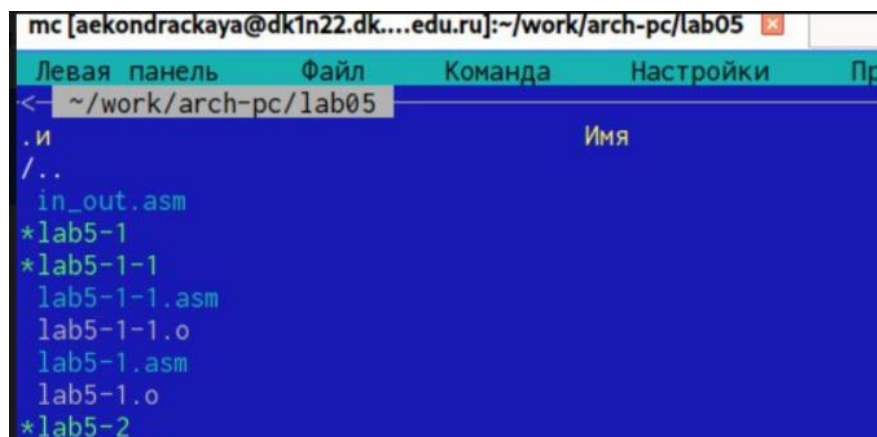 mc [aekondrackaya@dk1n22.dk....edu.ru]:~/work/arch-pc/lab05
Левая панель Файл Команда Настройки Пр
<- ~/work/arch-pc/lab05
.и Имя
/..
in_out.asm
*lab5-1
*lab5-1-1
lab5-1-1.asm
lab5-1-1.o
lab5-1.asm
lab5-1.o
*lab5-2